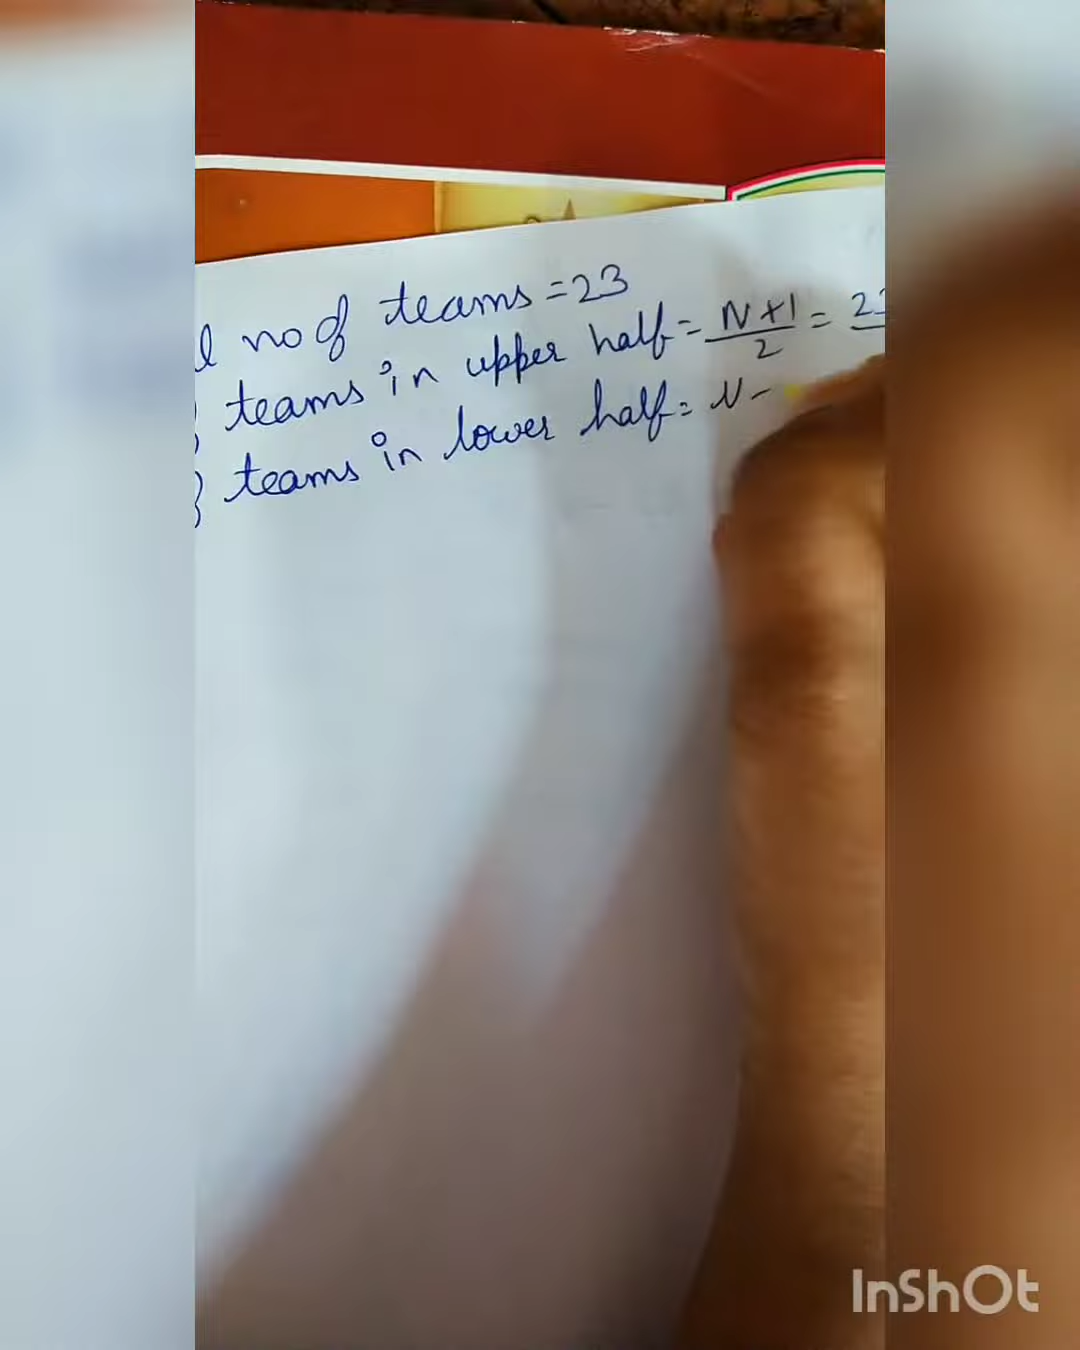 no of teams = 23
teams in upper half = N+1/2 =
teams in lower half = N -
InShOt